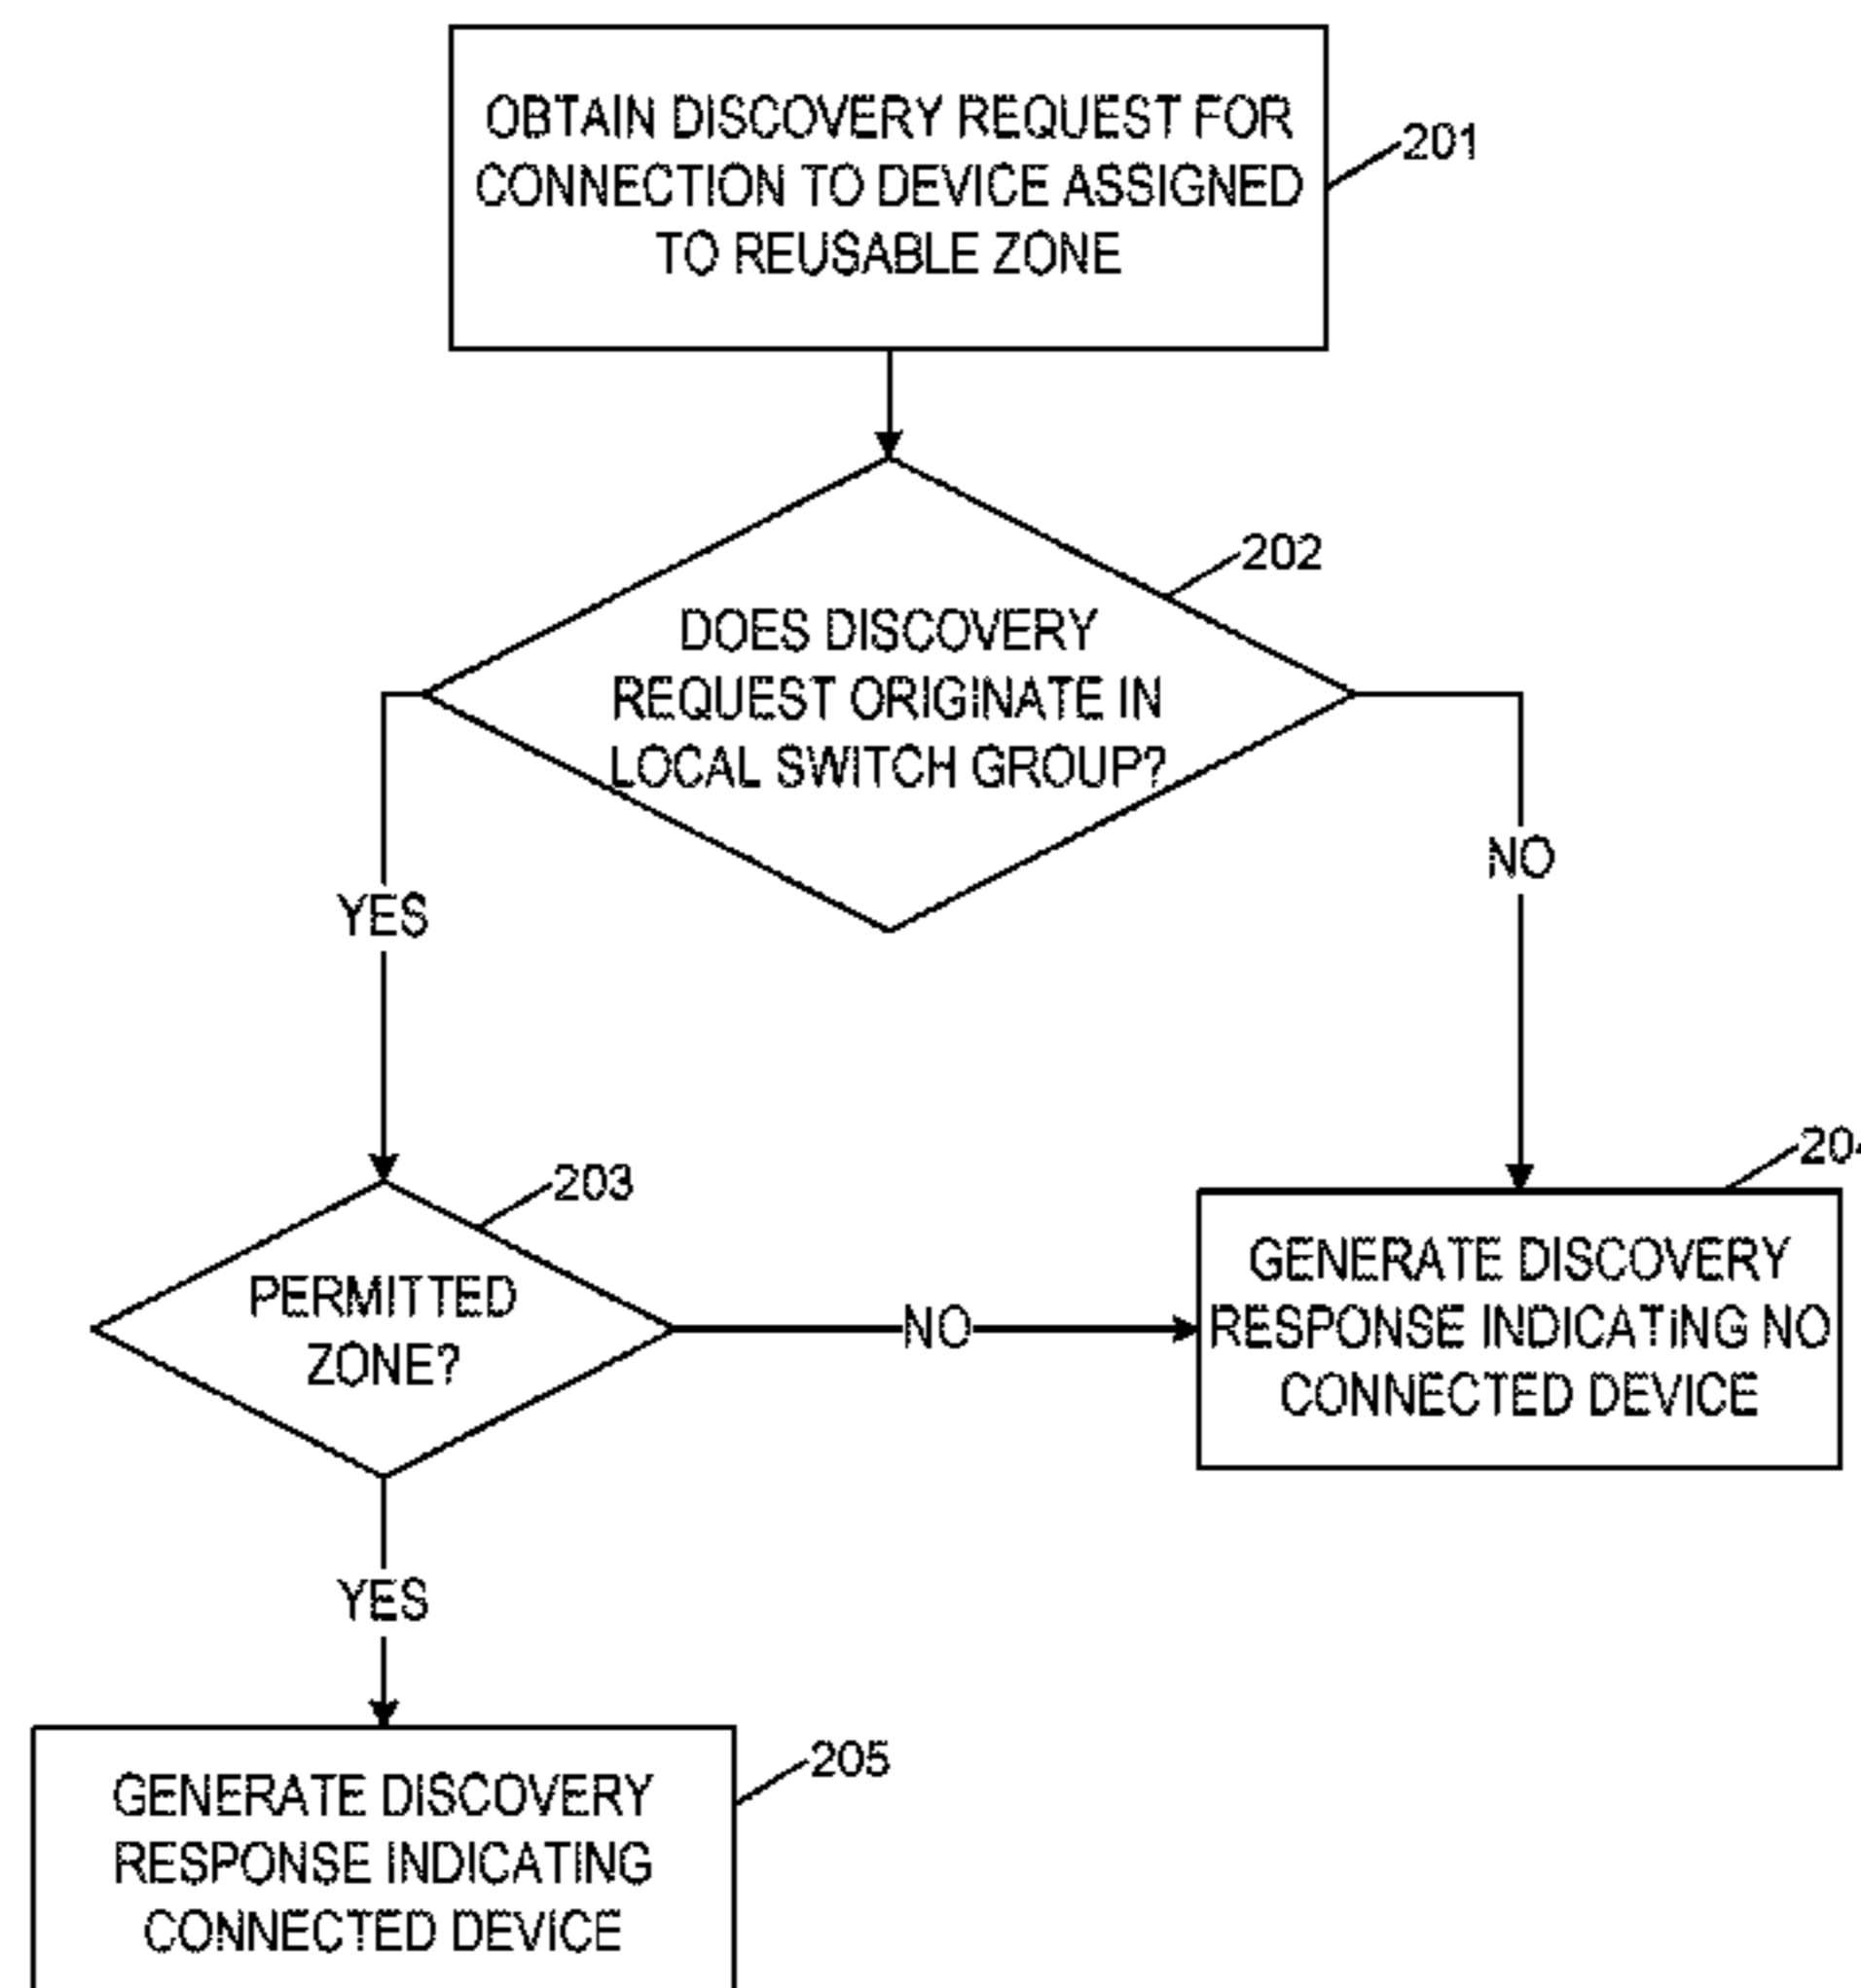 OBTAIN DISCOVERY REQUEST FOR
CONNECTION TO DEVICE ASSIGNED
TO REUSABLE ZONE
201
202
DOES DISCOVERY
REQUEST ORIGINATE IN
LOCAL SWITCH GROUP?
NO
YES
203
PERMITTED
ZONE?
NO
204
GENERATE DISCOVERY
RESPONSE INDICATING NO
CONNECTED DEVICE
YES
205
GENERATE DISCOVERY
RESPONSE INDICATING
CONNECTED DEVICE